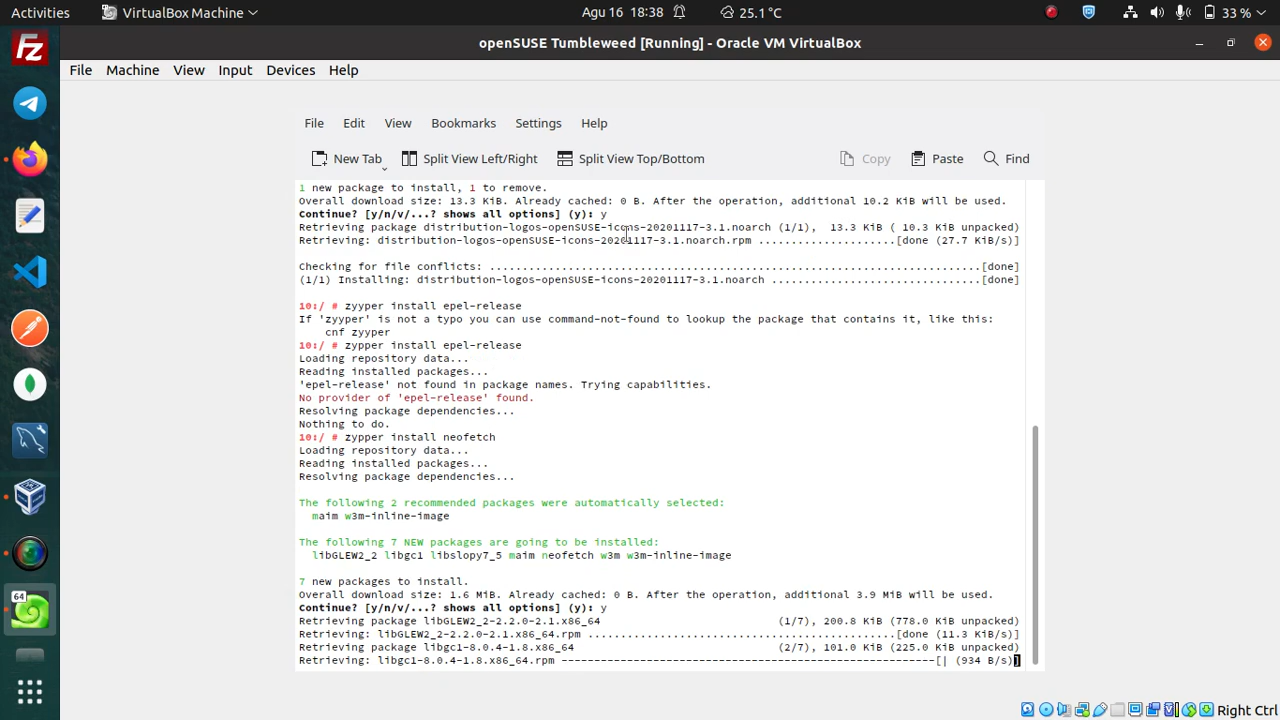 Activities
VirtualBox Machine
Agu 16 18:38
25.1 °C
33 %
openSUSE Tumbleweed [Running] - Oracle VM VirtualBox
File Machine View Input Devices Help
File Edit View Bookmarks Settings Help
New Tab
Split View Left/Right
Split View Top/Bottom
Copy
Paste
Find
1 new package to install, 1 to remove.
Overall download size: 13.3 KiB. Already cached: 0 B. After the operation, additional 10.2 KiB will be used.
Continue? [y/n/v/...? shows all options] (y): y
Retrieving package distribution-logos-openSUSE-icons-20201117-3.1.noarch (1/1), 13.3 KiB ( 10.3 KiB unpacked)
Retrieving: distribution-logos-openSUSE-icons-20201117-3.1.noarch.rpm .....................[done (27.7 KiB/s)]
Checking for file conflicts: ...........................................................................[done]
(1/1) Installing: distribution-logos-openSUSE-icons-20201117-3.1.noarch ................................[done]
10:/ # zyyper install epel-release
If 'zyyper' is not a typo you can use command-not-found to lookup the package that contains it, like this:
cnf zyyper
10:/ # zypper install epel-release
Loading repository data...
Reading installed packages...
'epel-release' not found in package names. Trying capabilities.
No provider of 'epel-release' found.
Resolving package dependencies...
Nothing to do.
10:/ # zypper install neofetch
Loading repository data...
Reading installed packages...
Resolving package dependencies...
The following 2 recommended packages were automatically selected:
maim w3m-inline-image
The following 7 NEW packages are going to be installed:
libGLEW2_2 libgc1 libslopy7_5 maim neofetch w3m w3m-inline-image
7 new packages to install.
Overall download size: 1.6 MiB. Already cached: 0 B. After the operation, additional 3.9 MiB will be used.
Continue? [y/n/v/...? shows all options] (y): y
Retrieving package libGLEW2_2-2.2.0-2.1.x86_64 (1/7), 200.8 KiB (778.0 KiB unpacked)
Retrieving: libGLEW2_2-2.2.0-2.1.x86_64.rpm ...............................................[done (11.3 KiB/s)]
Retrieving package libgc1-8.0.4-1.8.x86_64 (2/7), 101.0 KiB (225.0 KiB unpacked)
Retrieving: libgc1-8.0.4-1.8.x86_64.rpm ---------------------------------------------------------[| (934 B/s)]
64
Right Ctrl